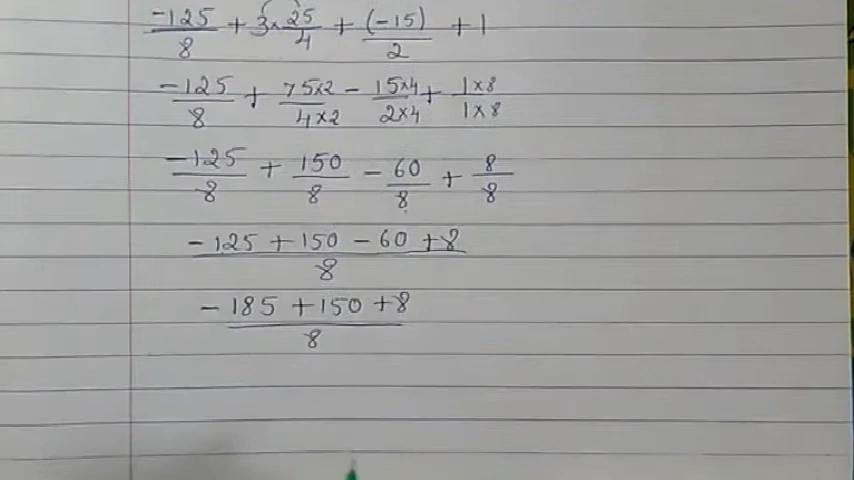 -125/8 + 3×25/4 + (-15)/2 + 1
-125/8 + 75×2/4×2 - 15×4/2×4 + 1×8/1×8
-125/8 + 150/8 - 60/8 + 8/8
-125 + 150 - 60 + 8/8
-185 + 150 + 8/8